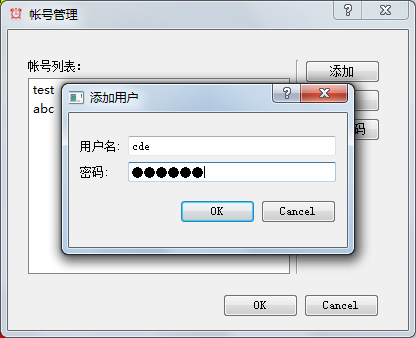 帐号管理
帐号列表:
添加
test
abc
码
添加用户
用户名: cde
密码: ●●●●●●
OK Cancel
OK Cancel